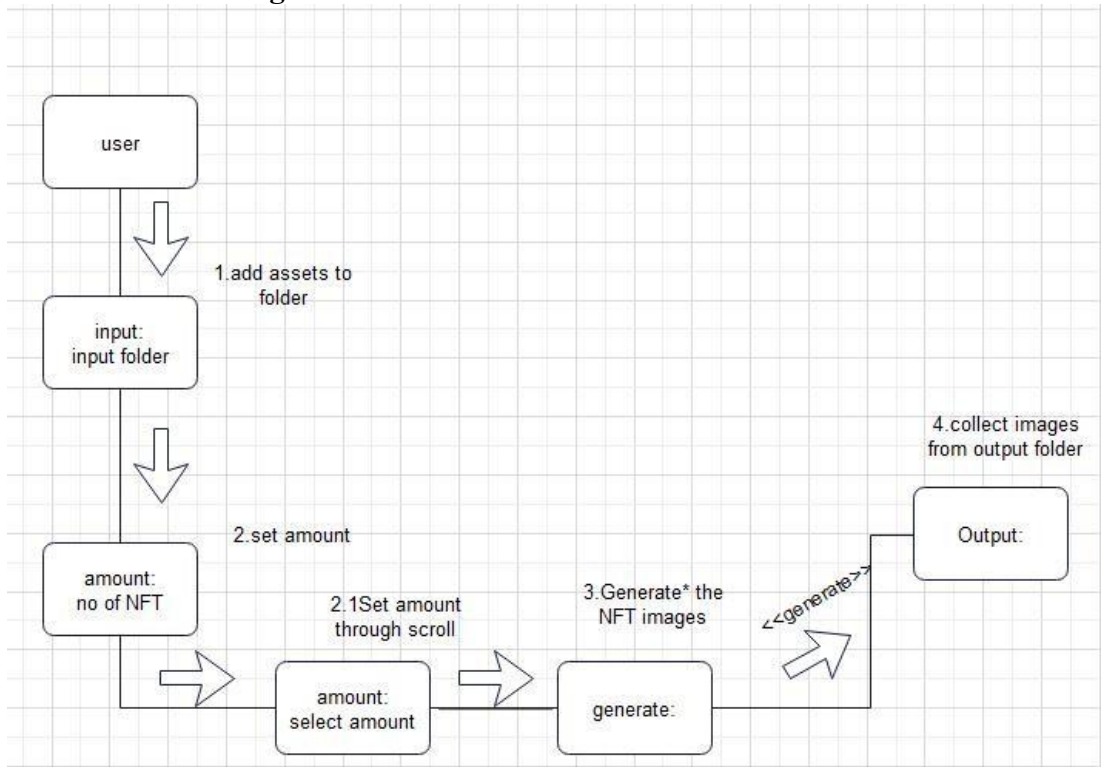 user
1.add assets to
folder
input:
input folder
4.collect images
from output folder
Output:
2.set amount
amount:
no of NFT
<<generate>>
3.Generate* the
NFT images
2.1Set amount
through scroll
amount:
select amount
generate: